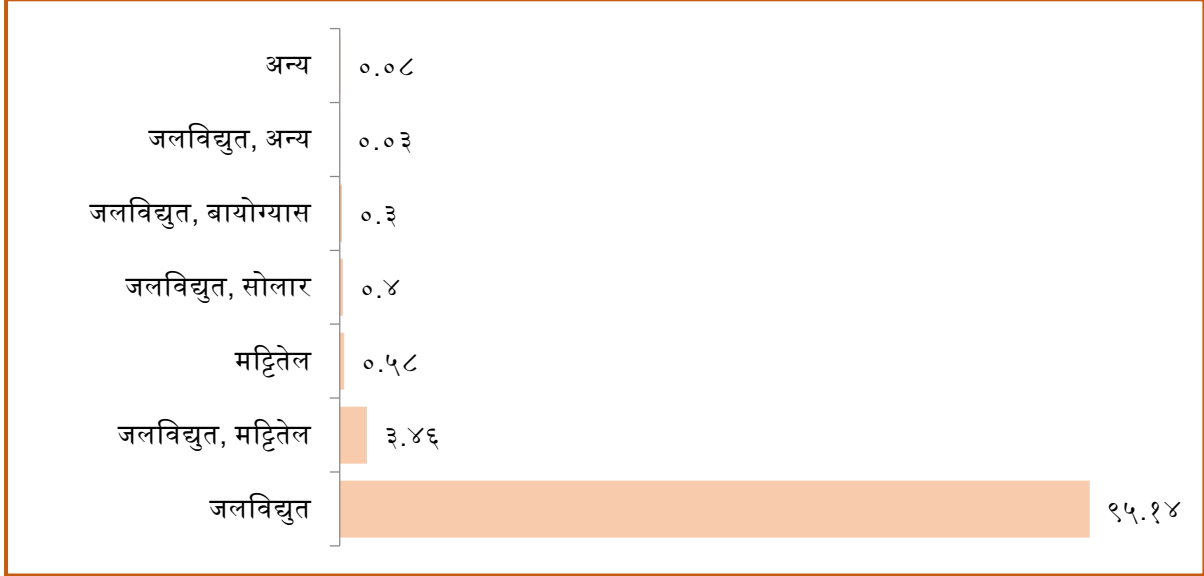 अन्य ०.०८
जलविद्युत, अन्य ०.०३
जलविद्युत, बायोग्यास ०.३
जलविद्युत, सोलार ०.४
मट्टितेल ०.५८
जलविद्युत, मट्टितेल ३.४६
जलविद्युत ९५.१४